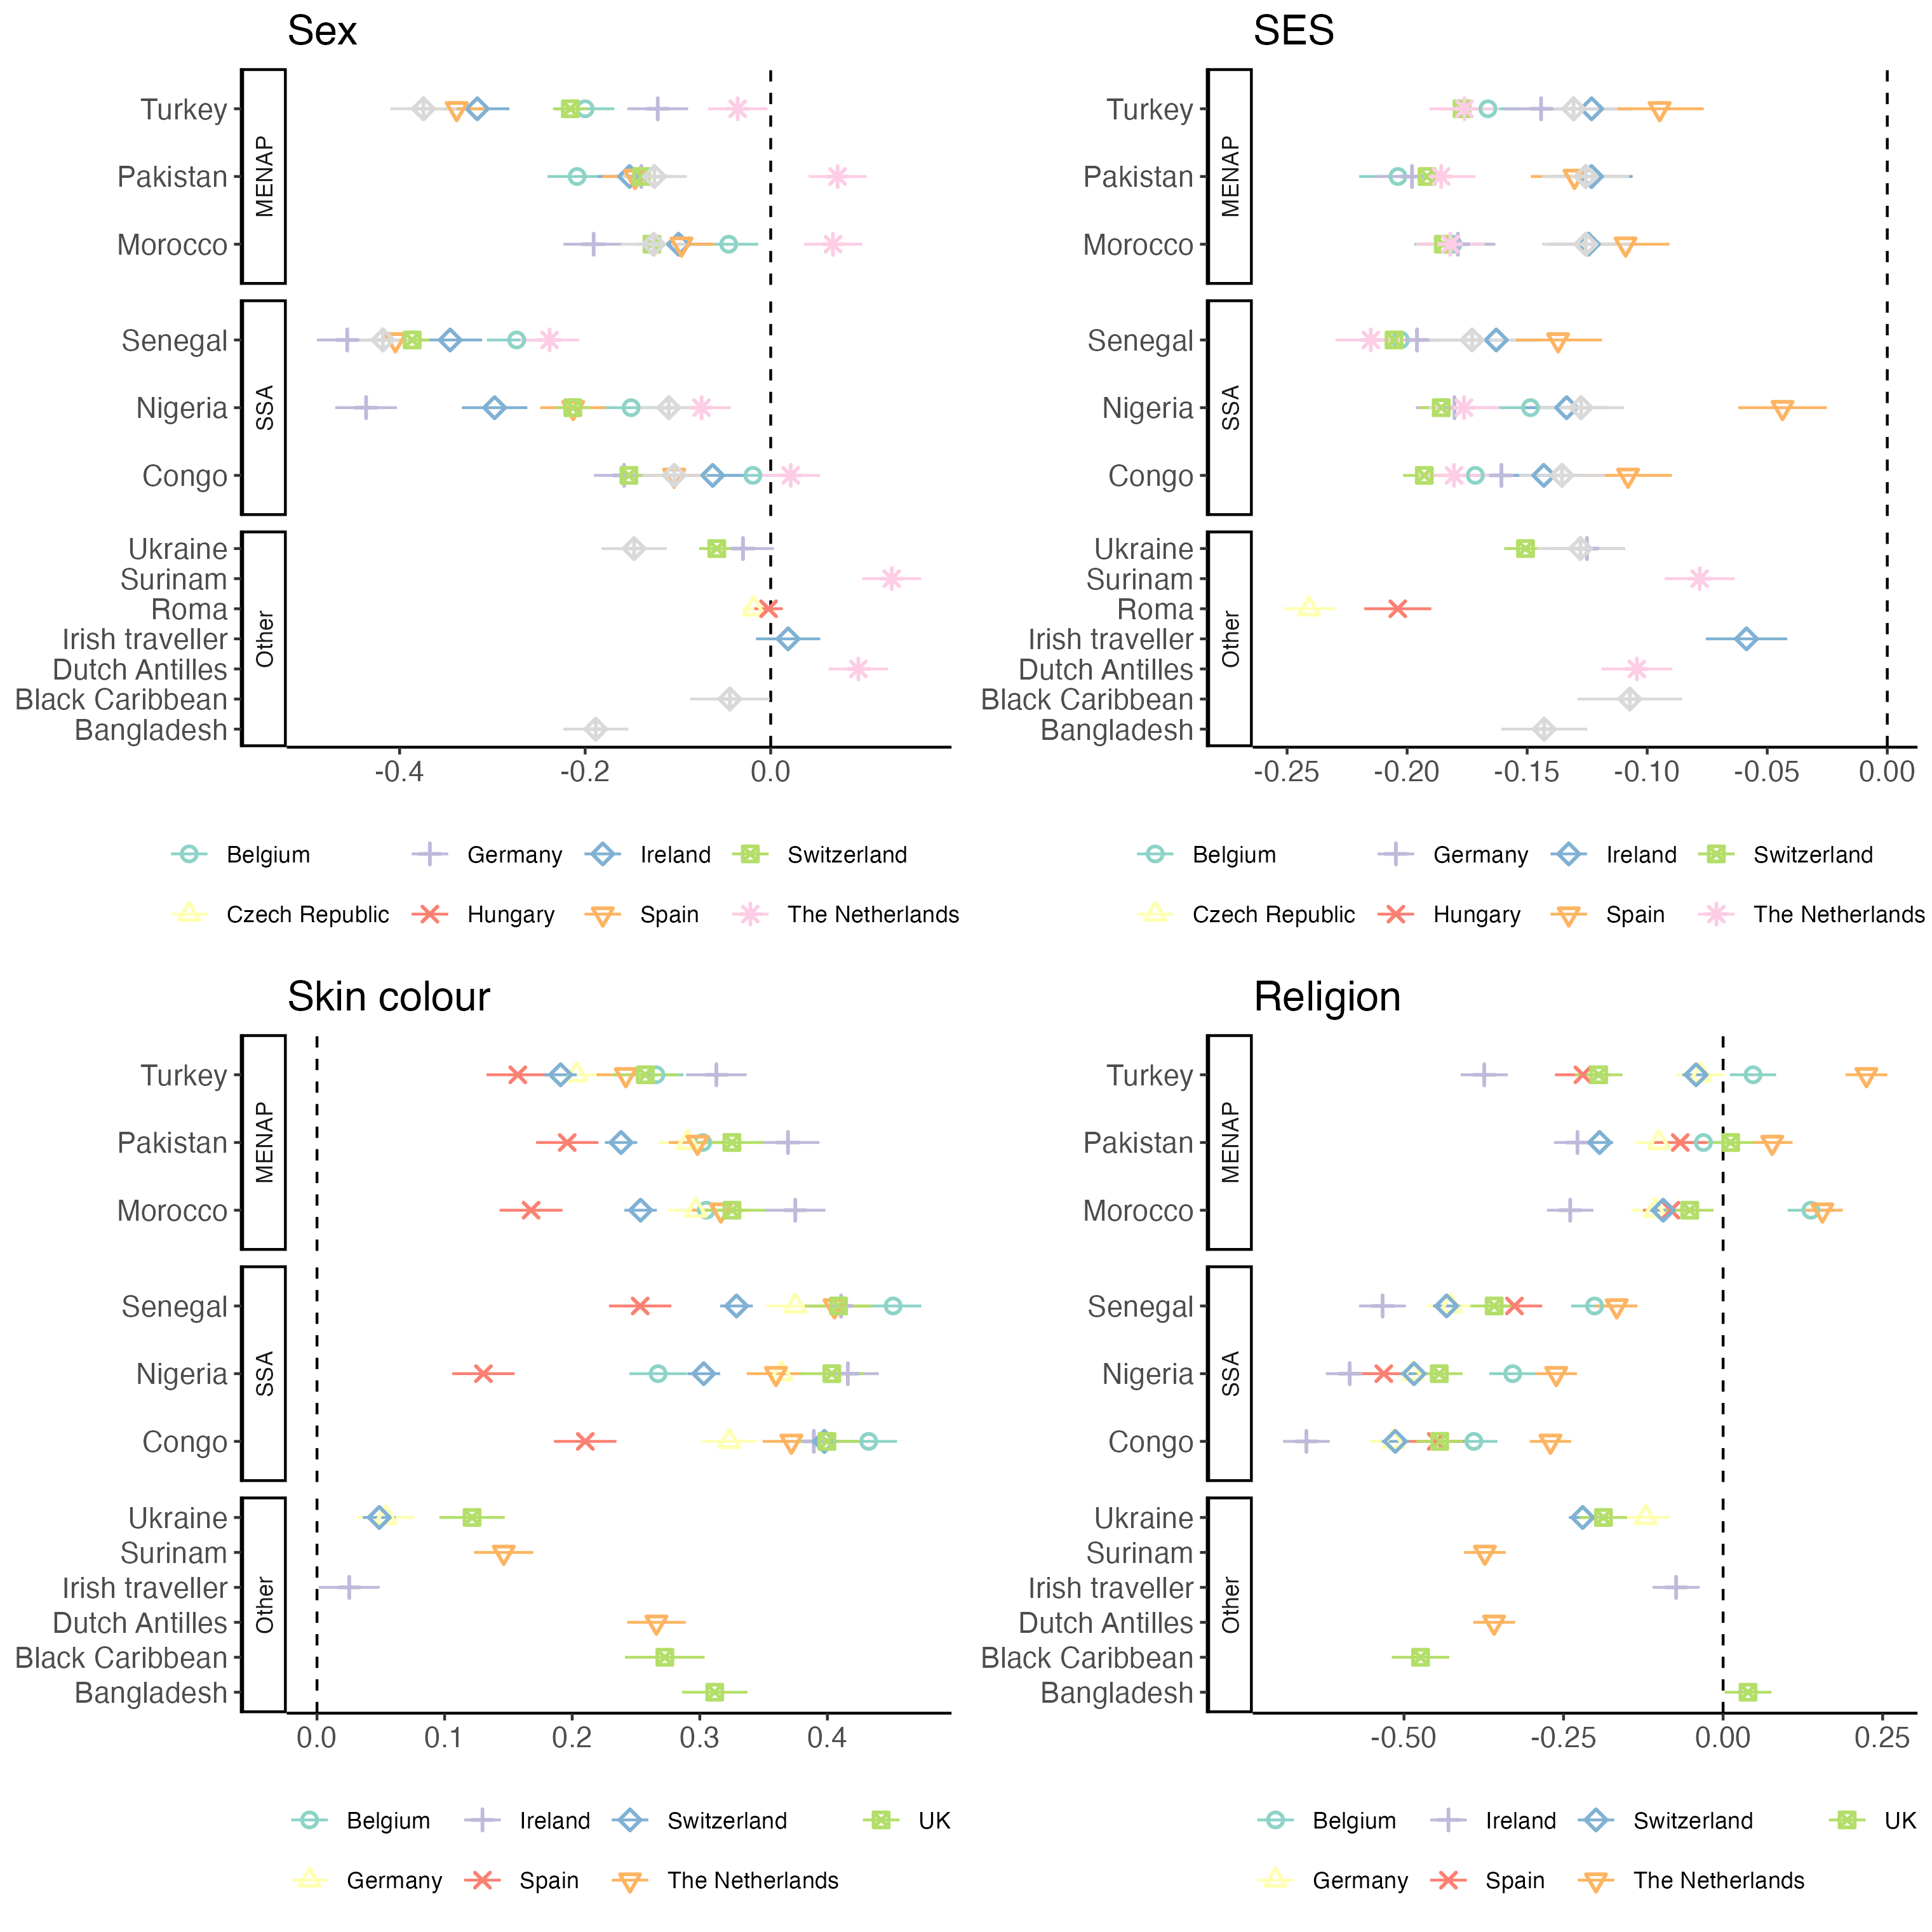 Sex
Turkey
Pakistan
Morocco
MENAP
Senegal
Nigeria
Congo
SSA
Ukraine
Surinam
Roma
Irish traveller
Dutch Antilles
Black Caribbean
Bangladesh
Other
-0.4 -0.2 0.0
Belgium Germany Ireland Switzerland
Czech Republic Hungary Spain The Netherlands
SES
Turkey
Pakistan
Morocco
MENAP
Senegal
Nigeria
Congo
SSA
Ukraine
Surinam
Roma
Irish traveller
Dutch Antilles
Black Caribbean
Bangladesh
Other
-0.25 -0.20 -0.15 -0.10 -0.05 0.00
Belgium Germany Ireland Switzerland
Czech Republic Hungary Spain The Netherlands
Skin colour
Turkey
Pakistan
Morocco
MENAP
Senegal
Nigeria
Congo
SSA
Ukraine
Surinam
Irish traveller
Dutch Antilles
Black Caribbean
Bangladesh
Other
0.0 0.1 0.2 0.3 0.4
Belgium Ireland Switzerland UK
Germany Spain The Netherlands
Religion
Turkey
Pakistan
Morocco
MENAP
Senegal
Nigeria
Congo
SSA
Ukraine
Surinam
Irish traveller
Dutch Antilles
Black Caribbean
Bangladesh
Other
-0.50 -0.25 0.00 0.25
Belgium Ireland Switzerland UK
Germany Spain The Netherlands